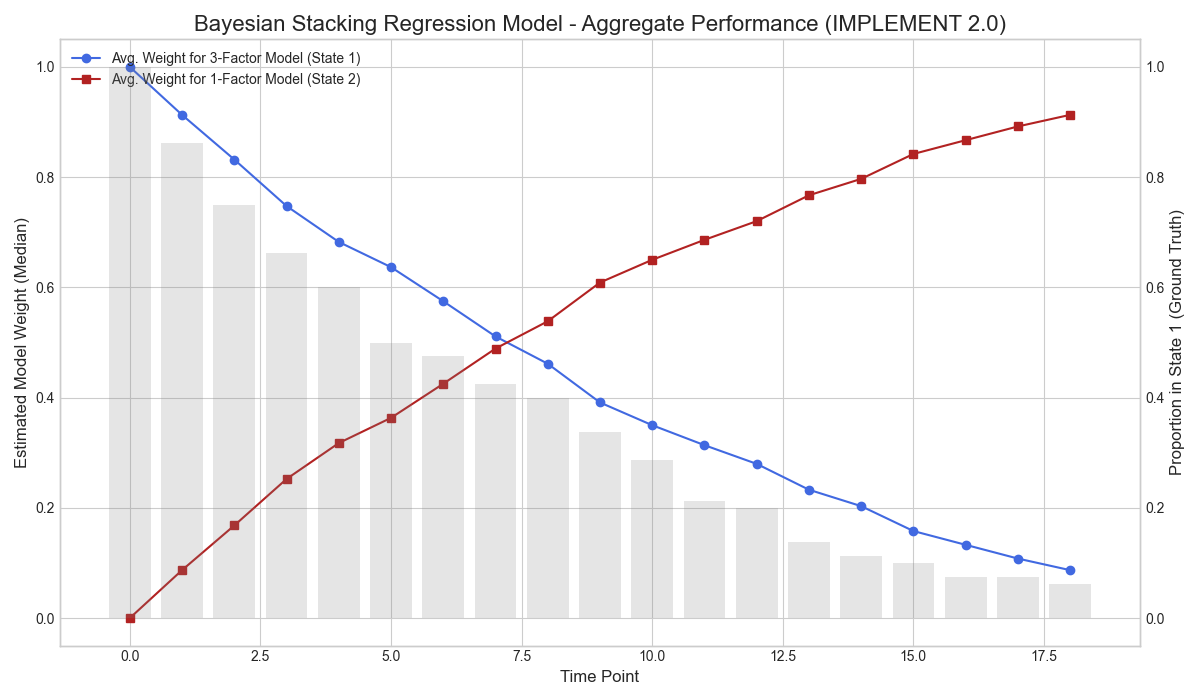 Bayesian Stacking Regression Model - Aggregate Performance (IMPLEMENT 2.0)
Avg. Weight for 3-Factor Model (State 1)
Avg. Weight for 1-Factor Model (State 2)
Estimated Model Weight (Median)
1.0
0.8
0.6
0.4
0.2
0.0
1.0
0.8
0.6
0.4
0.2
0.0
Proportion in State 1 (Ground Truth)
0.0 2.5 5.0 7.5 10.0 12.5 15.0 17.5
Time Point